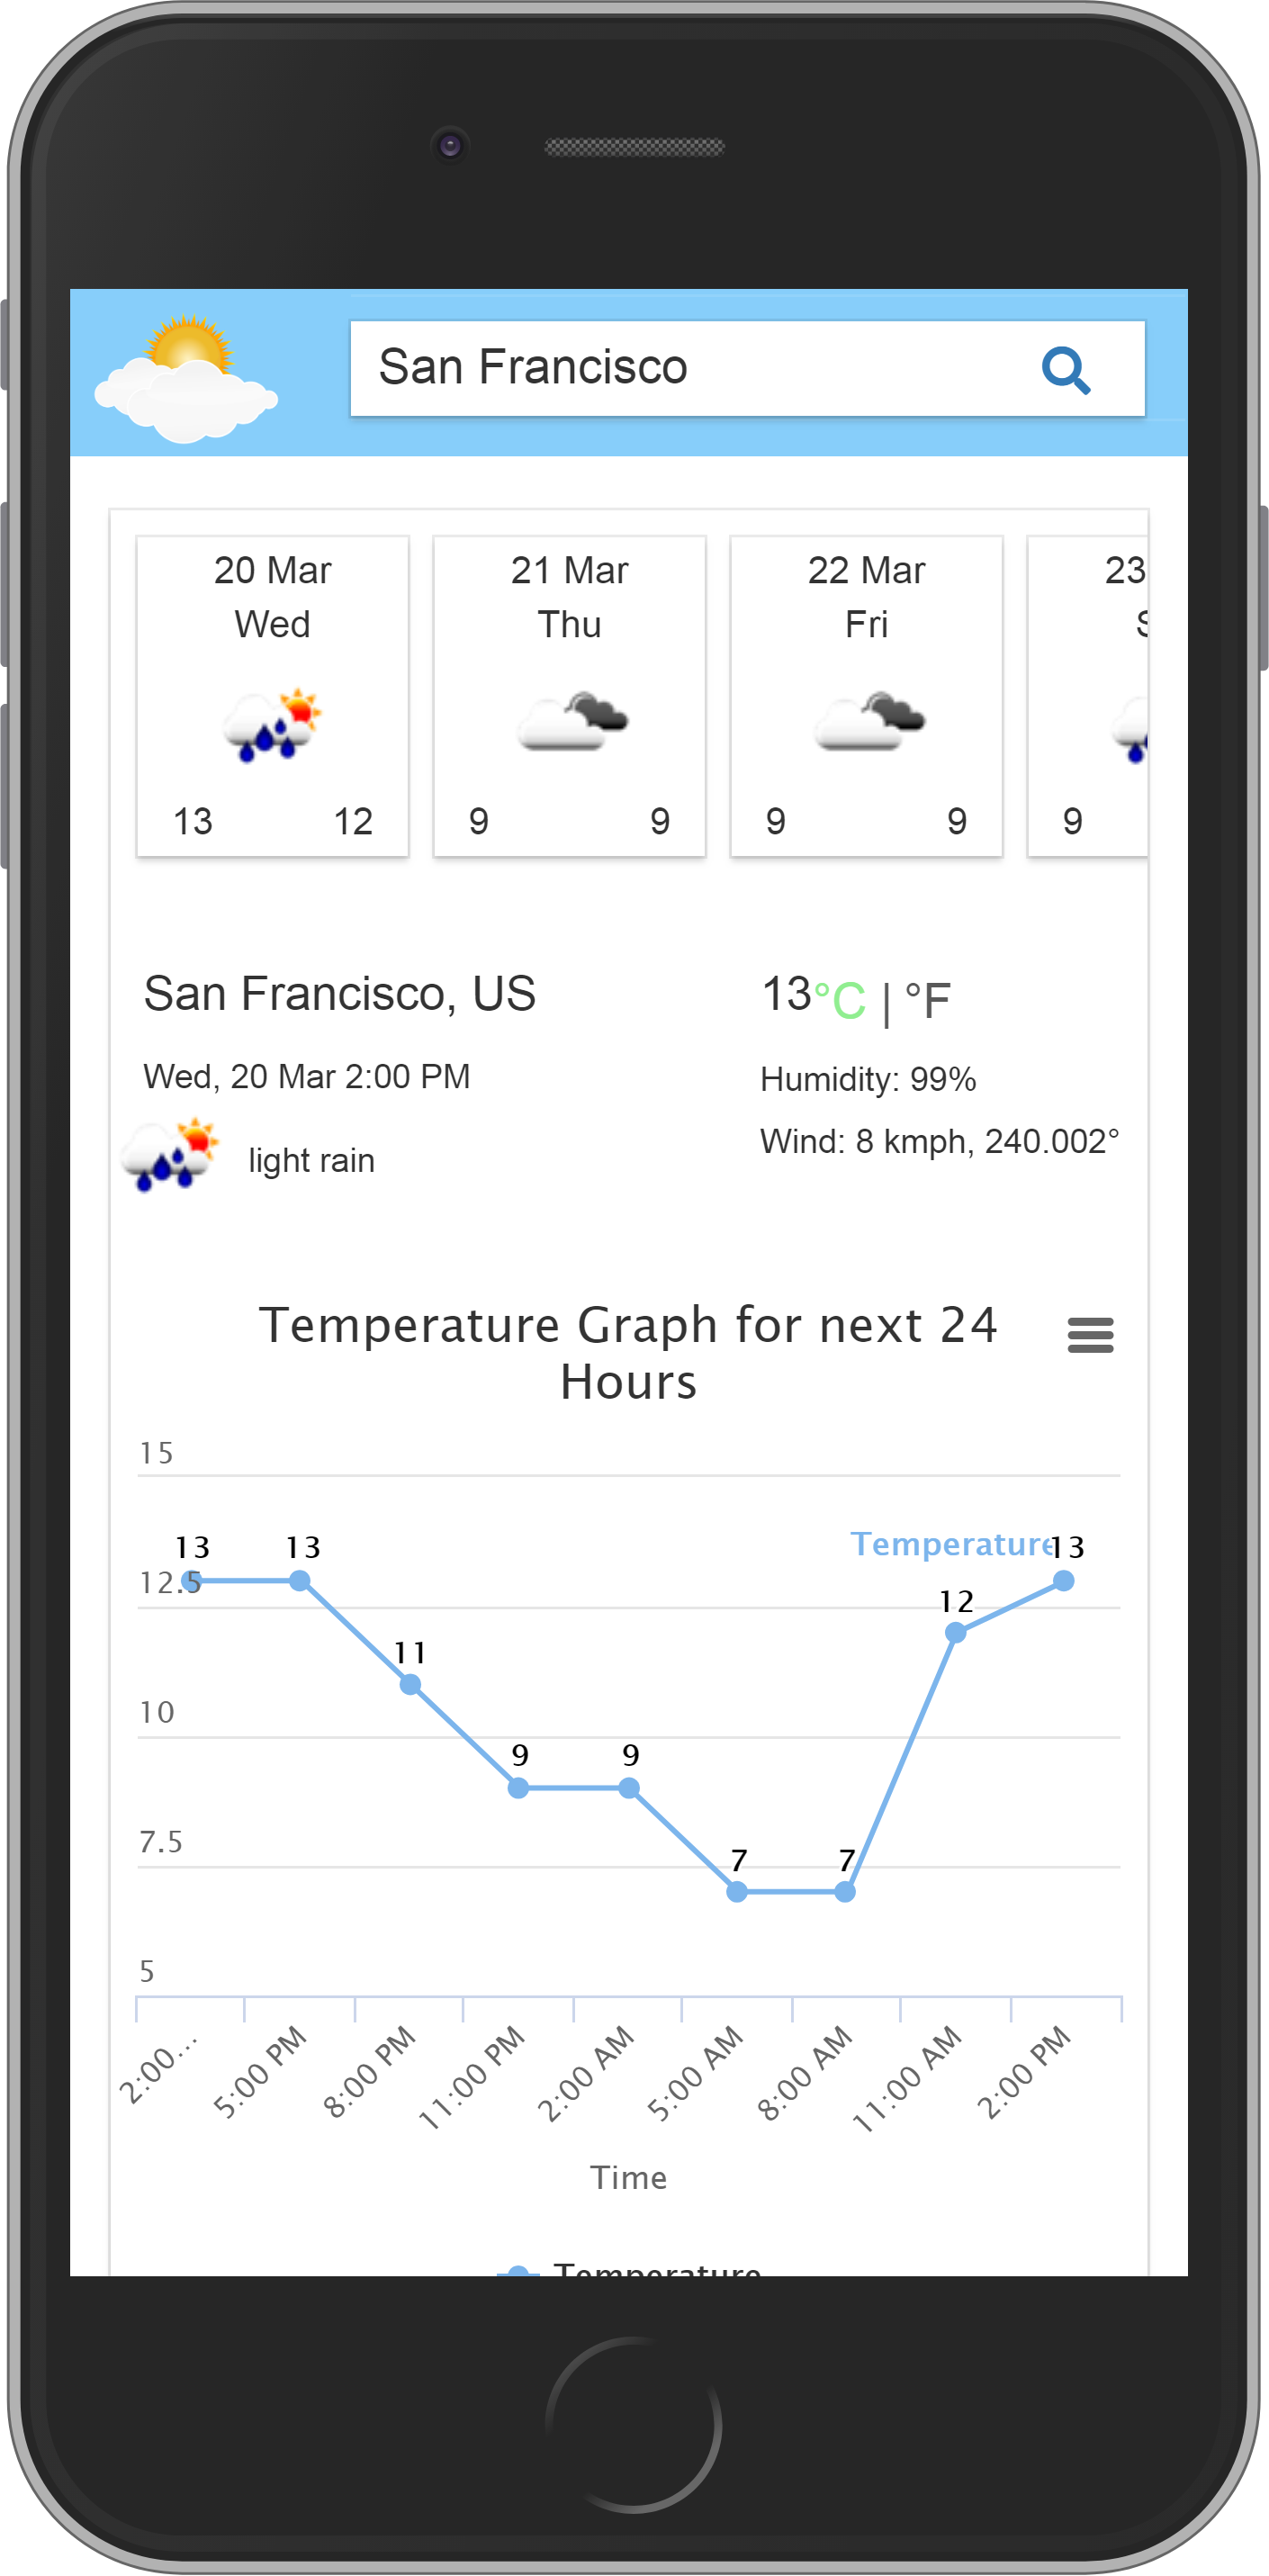 San Francisco
20 Mar
Wed
13 12
21 Mar
Thu
9 9
22 Mar
Fri
9 9
23
9
San Francisco, US
13°C | °F
Wed, 20 Mar 2:00 PM
Humidity: 99%
Wind: 8 kmph, 240.002°
light rain
Temperature Graph for next 24
Hours
15
12.5
10
7.5
5
13
13
11
9
9
7
7
12
13
Temperature
2:00...
5:00 PM
8:00 PM
11:00 PM
2:00 AM
5:00 AM
8:00 AM
11:00 AM
2:00 PM
Time
Temperature